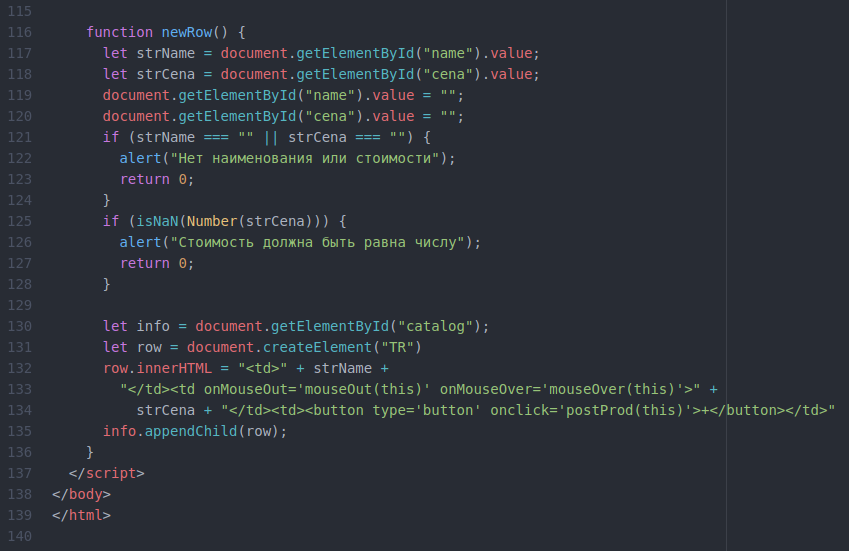 115
116 function newRow() {
117 let strName = document.getElementById("name").value;
118 let strCena = document.getElementById("cena").value;
119 document.getElementById("name").value = "";
120 document.getElementById("cena").value = "";
121 if (strName === "" || strCena === "") {
122 alert("Нет наименования или стоимости");
123 return 0;
124 }
125 if (isNaN(Number(strCena))) {
126 alert("Стоимость должна быть равна числу");
127 return 0;
128 }
129
130 let info = document.getElementById("catalog");
131 let row = document.createElement("TR")
132 row.innerHTML = "<td>" + strName +
133 "</td><td onMouseOut='mouseOut(this)' onMouseOver='mouseOver(this)'>" +
134 strCena + "</td><td><button type='button' onclick='postProd(this)'>+</button></td>"
135 info.appendChild(row);
136 }
137 </script>
138 </body>
139 </html>
140